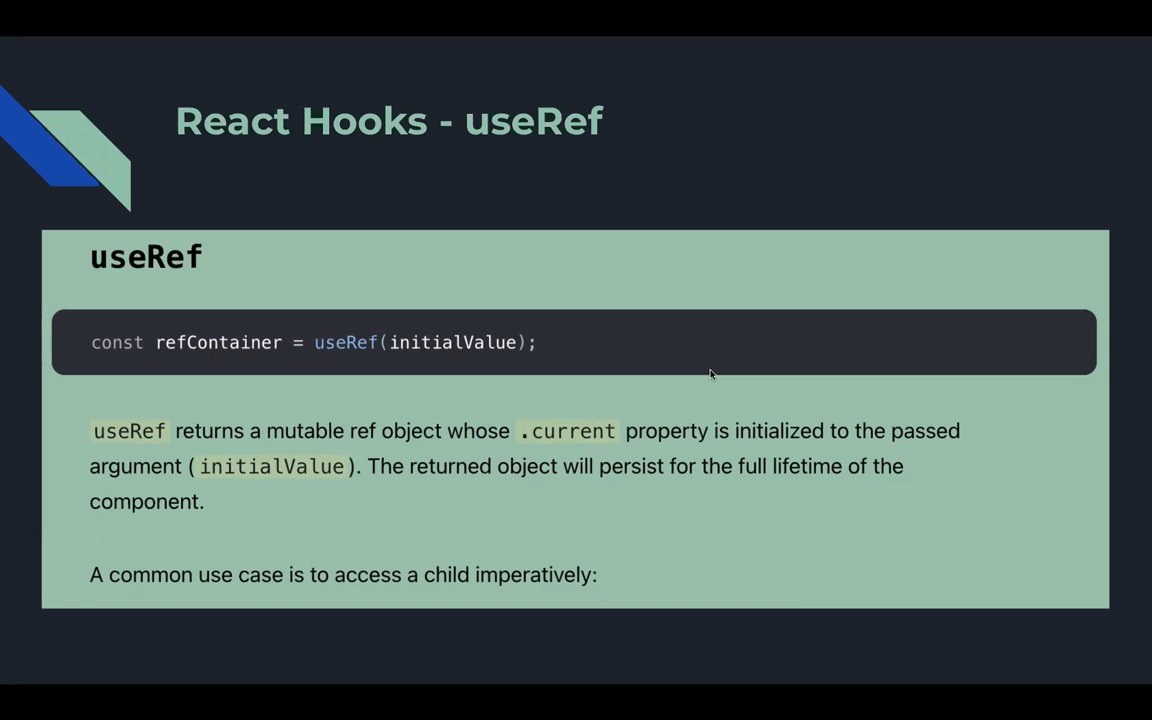 React Hooks - useRef
useRef
const refContainer = useRef(initialValue);
useRef returns a mutable ref object whose .current property is initialized to the passed
argument (initialValue). The returned object will persist for the full lifetime of the
component.
A common use case is to access a child imperatively: